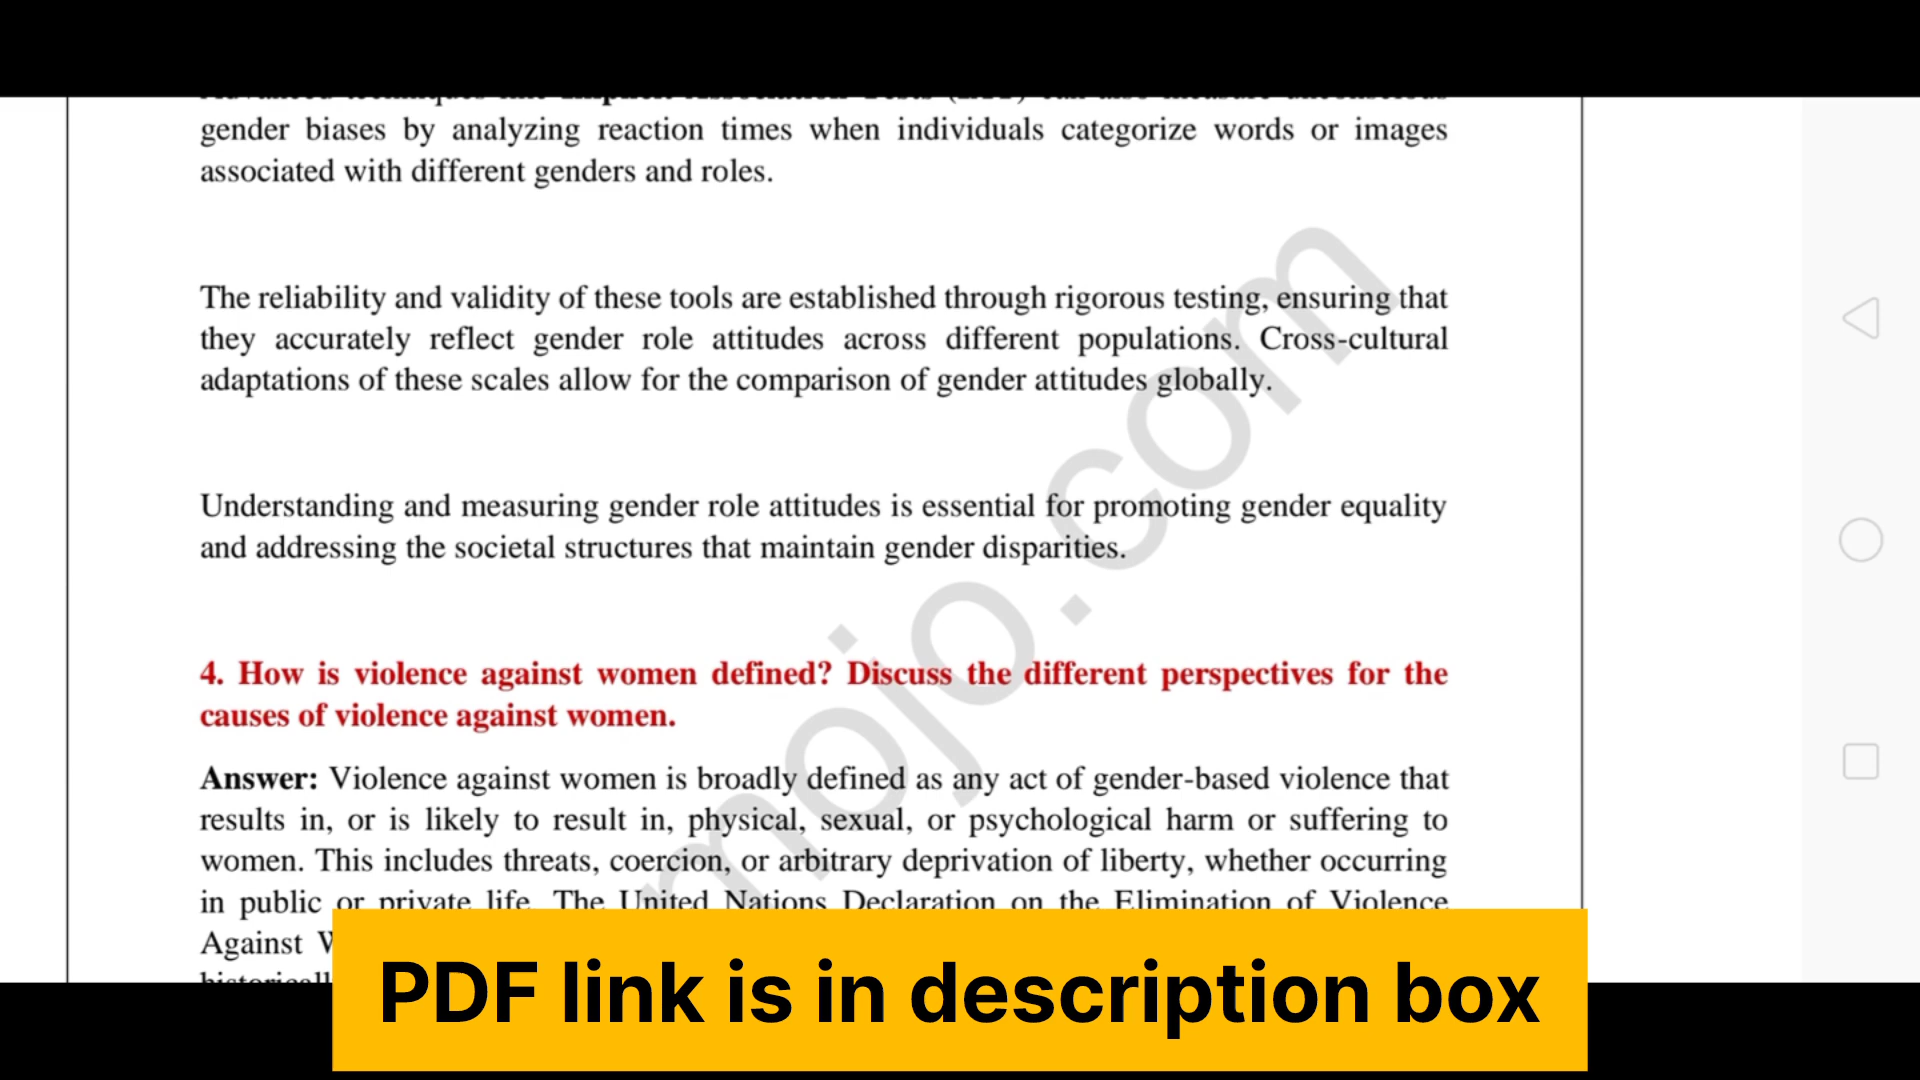 gender biases by analyzing reaction times when individuals categorize words or images
associated with different genders and roles.
The reliability and validity of these tools are established through rigorous testing, ensuring that
they accurately reflect gender role attitudes across different populations. Cross-cultural
adaptations of these scales allow for the comparison of gender attitudes globally.
Understanding and measuring gender role attitudes is essential for promoting gender equality
and addressing the societal structures that maintain gender disparities.
4. How is violence against women defined? Discuss the different perspectives for the
causes of violence against women.
Answer: Violence against women is broadly defined as any act of gender-based violence that
results in, or is likely to result in, physical, sexual, or psychological harm or suffering to
women. This includes threats, coercion, or arbitrary deprivation of liberty, whether occurring
in public or private life. The United Nations Declaration on the Elimination of Violence
Against
mojo.com
PDF link is in description box